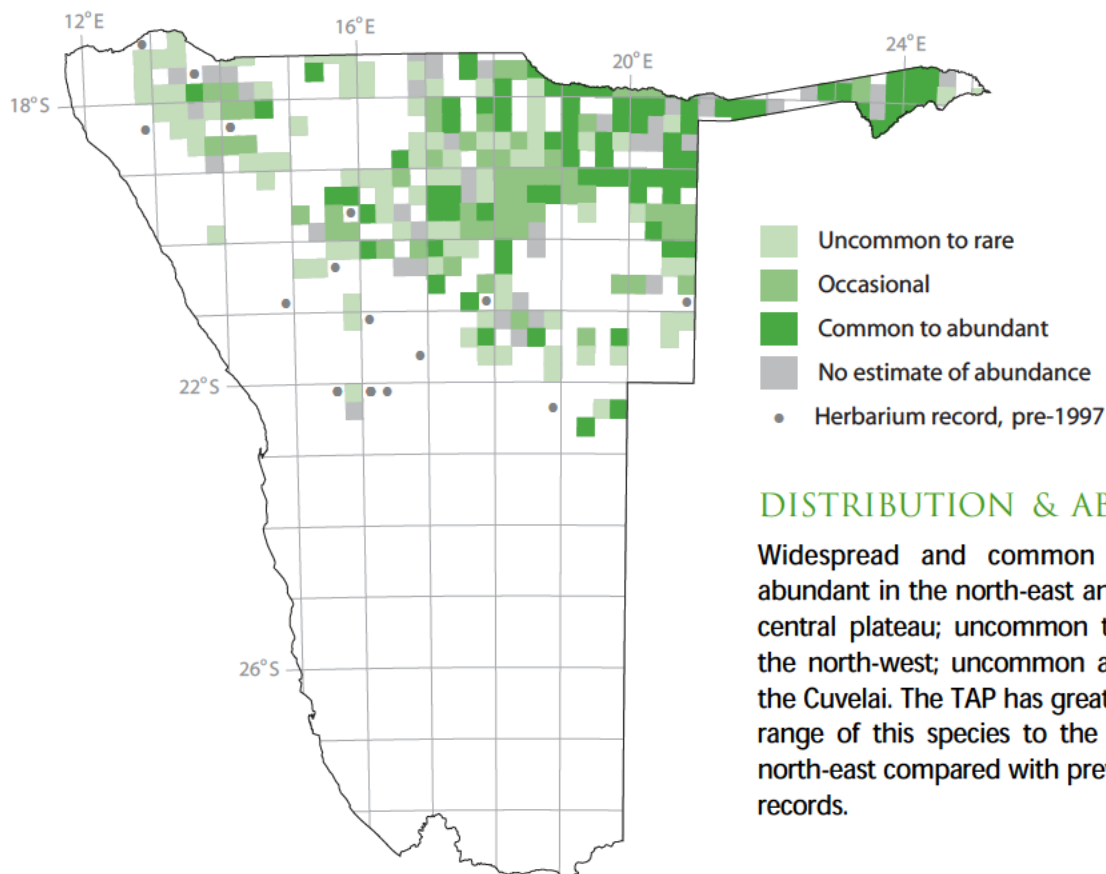 12°E
16°E
20°E
24°E
18°S
22°S
26°S
Uncommon to rare
Occasional
Common to abundant
No estimate of abundance
Herbarium record, pre-1997
DISTRIBUTION & AB
Widespread and common
abundant in the north-east an
central plateau; uncommon t
the north-west; uncommon a
the Cuvelai. The TAP has great
range of this species to the
north-east compared with prev
records.